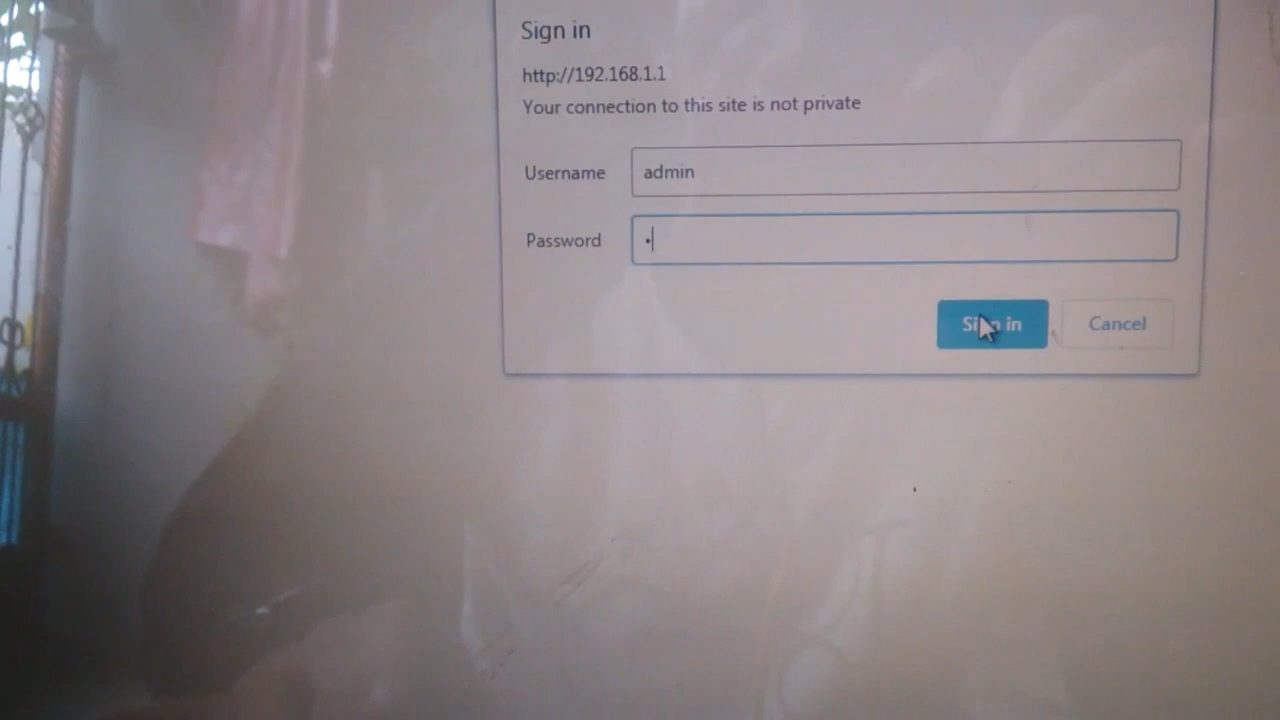 Sign in
http://192.168.1.1
Your connection to this site is not private
Username admin
Password •
Sign in Cancel